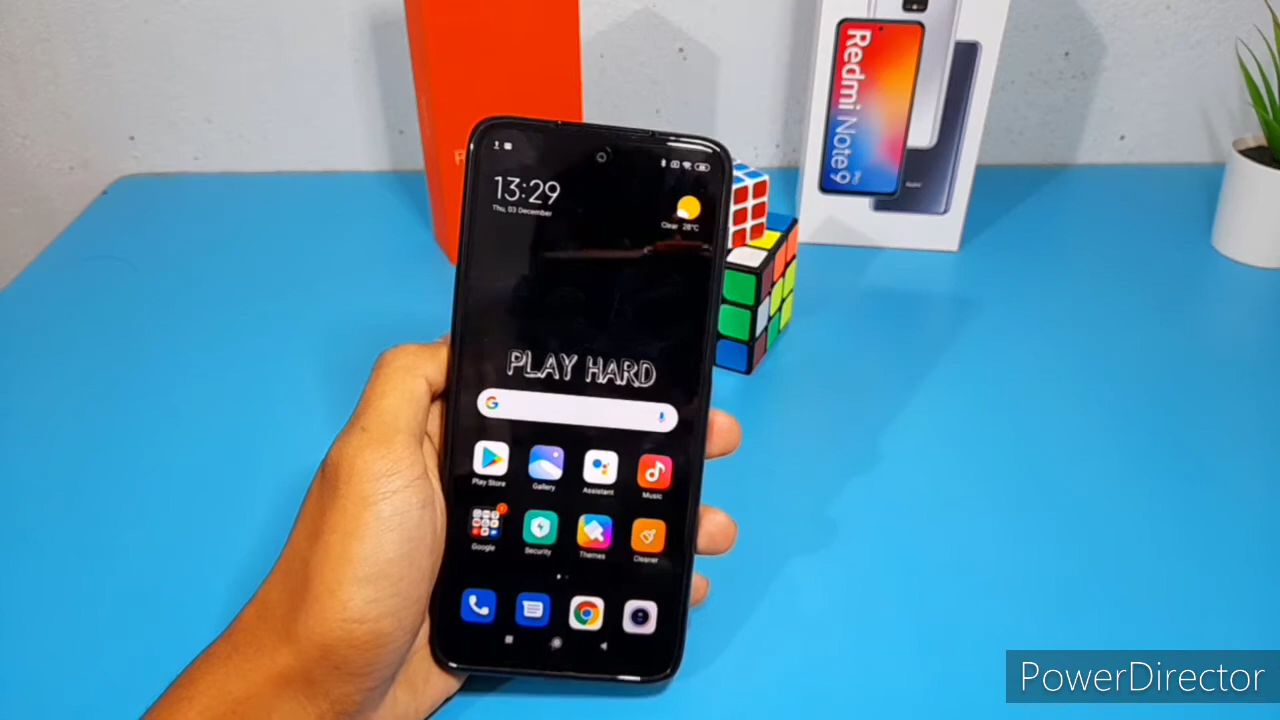 Redmi Note 9 Pro
13:29
Thu, 03 December
Clear 28°C
PLAY HARD
Play Store
Gallery
Assistant
Music
Google
Security
Themes
Cleaner
PowerDirector